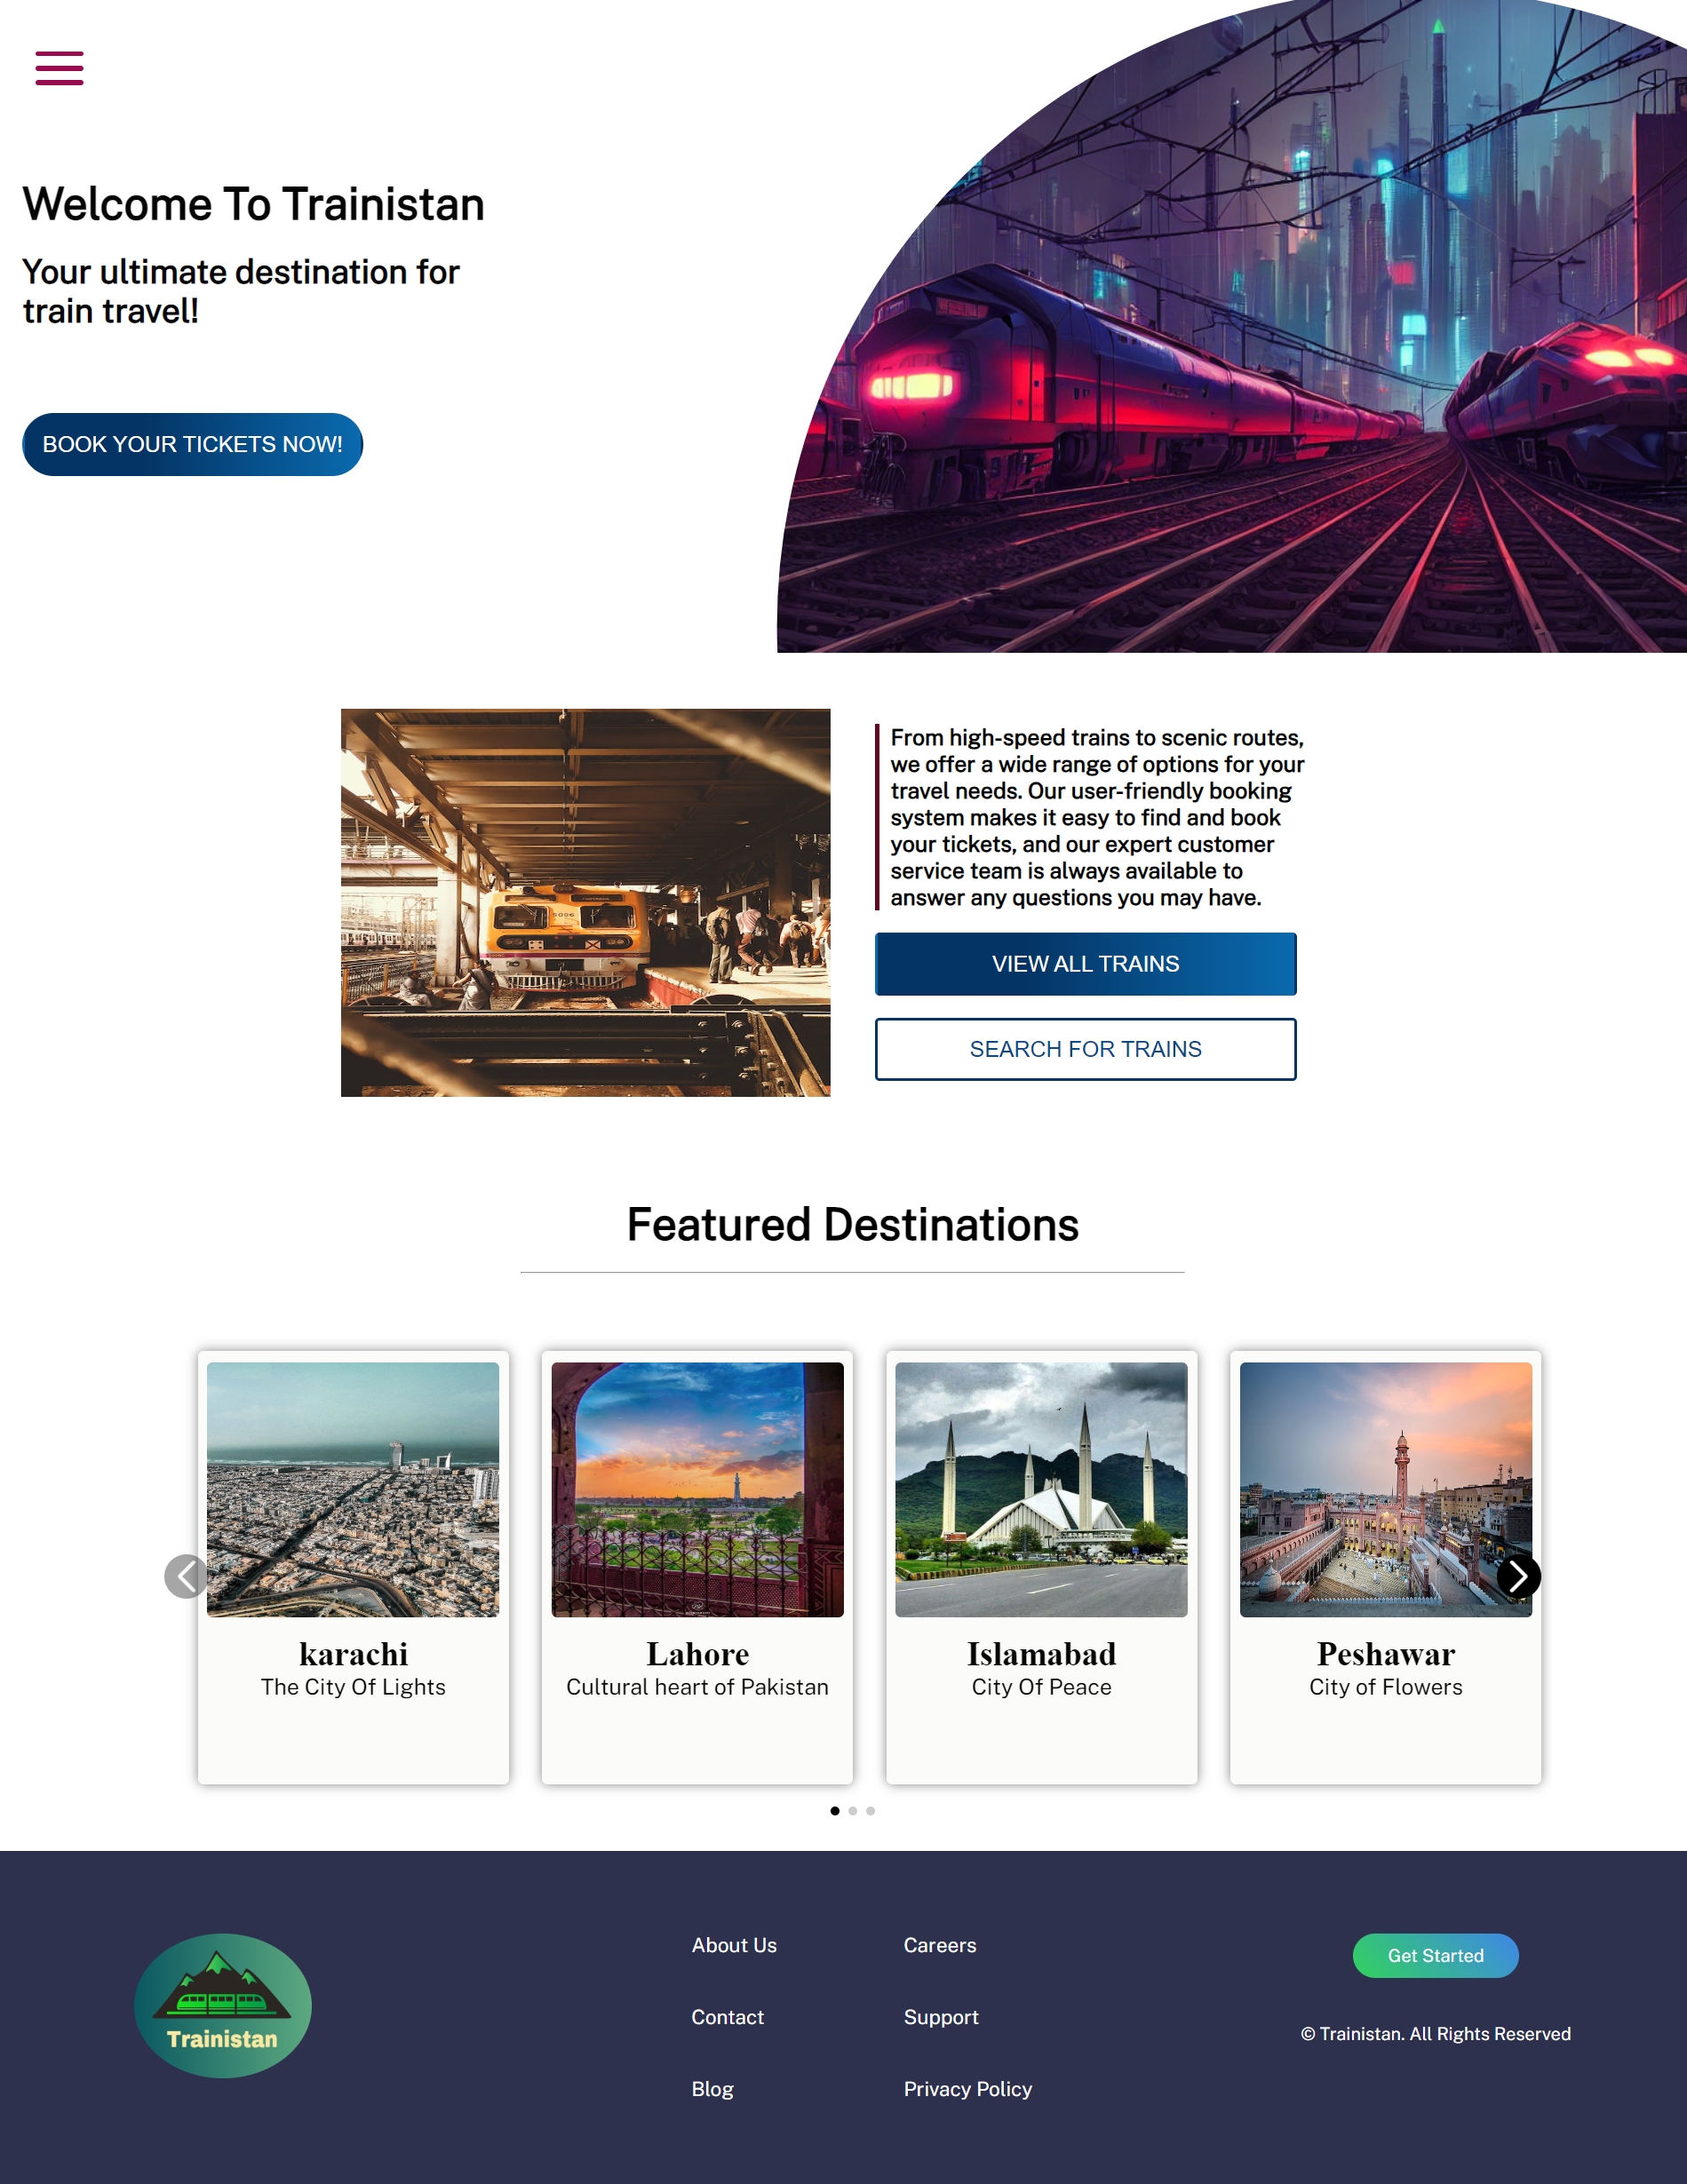 Welcome To Trainistan
Your ultimate destination for
train travel!
BOOK YOUR TICKETS NOW!
From high-speed trains to scenic routes,
we offer a wide range of options for your
travel needs. Our user-friendly booking
system makes it easy to find and book
your tickets, and our expert customer
service team is always available to
answer any questions you may have.
5006
VIEW ALL TRAINS
SEARCH FOR TRAINS
Featured Destinations
karachi
The City Of Lights
Lahore
Cultural heart of Pakistan
Islamabad
City Of Peace
Peshawar
City of Flowers
Trainistan
About Us
Careers
Contact
Support
Blog
Privacy Policy
Get Started
© Trainistan. All Rights Reserved